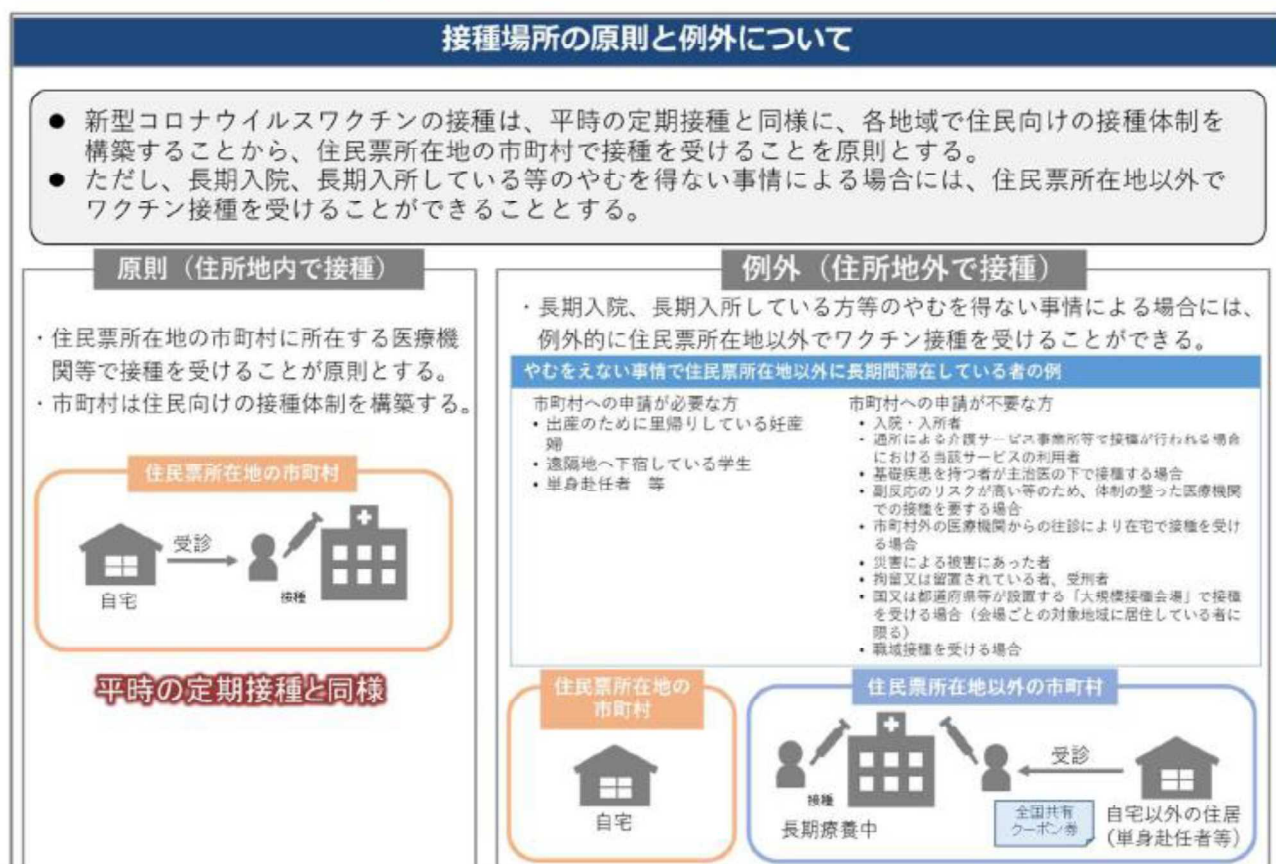 接種場所の原則と例外について
● 新型コロナウイルスワクチンの接種は、平時の定期接種と同様に、各地域で住民向けの接種体制を
構築することから、住民票所在地の市町村で接種を受けることを原則とする。
● ただし、長期入院、長期入所している等のやむを得ない事情による場合には、住民票所在地以外で
ワクチン接種を受けることができることとする。
原則（住所地内で接種）
・住民票所在地の市町村に所在する医療機
関等で接種を受けることが原則とする。
・市町村は住民向けの接種体制を構築する。
住民票所在地の市町村
受診
自宅
接種
平時の定期接種と同様
例外（住所地外で接種）
・長期入院、長期入所している方等のやむを得ない事情による場合には、
例外的に住民票所在地以外でワクチン接種を受けることができる。
やむをえない事情で住民票所在地以外に長期間滞在している者の例
市町村への申請が必要な方
• 出産のために里帰りしている妊産
婦
• 遠隔地へ下宿している学生
• 単身赴任者　等
市町村への申請が不要な方
• 入院・入所者
• 通所による介護サービス事業所等で接種が行われる場合
における当該サービスの利用者
• 基礎疾患を持つ者が主治医の下で接種する場合
• 副反応のリスクが高い等のため、体制の整った医療機関
での接種を要する場合
• 市町村外の医療機関からの往診により在宅で接種を受け
る場合
• 災害による被害にあった者
• 拘留又は留置されている者、受刑者
• 国又は都道府県等が設置する「大規模接種会場」で接種
を受ける場合（会場ごとの対象地域に居住している者に
限る）
• 職域接種を受ける場合
住民票所在地の
市町村
自宅
住民票所在地以外の市町村
接種
長期療養中
受診
全国共有
クーポン券
自宅以外の住居
(単身赴任者等)